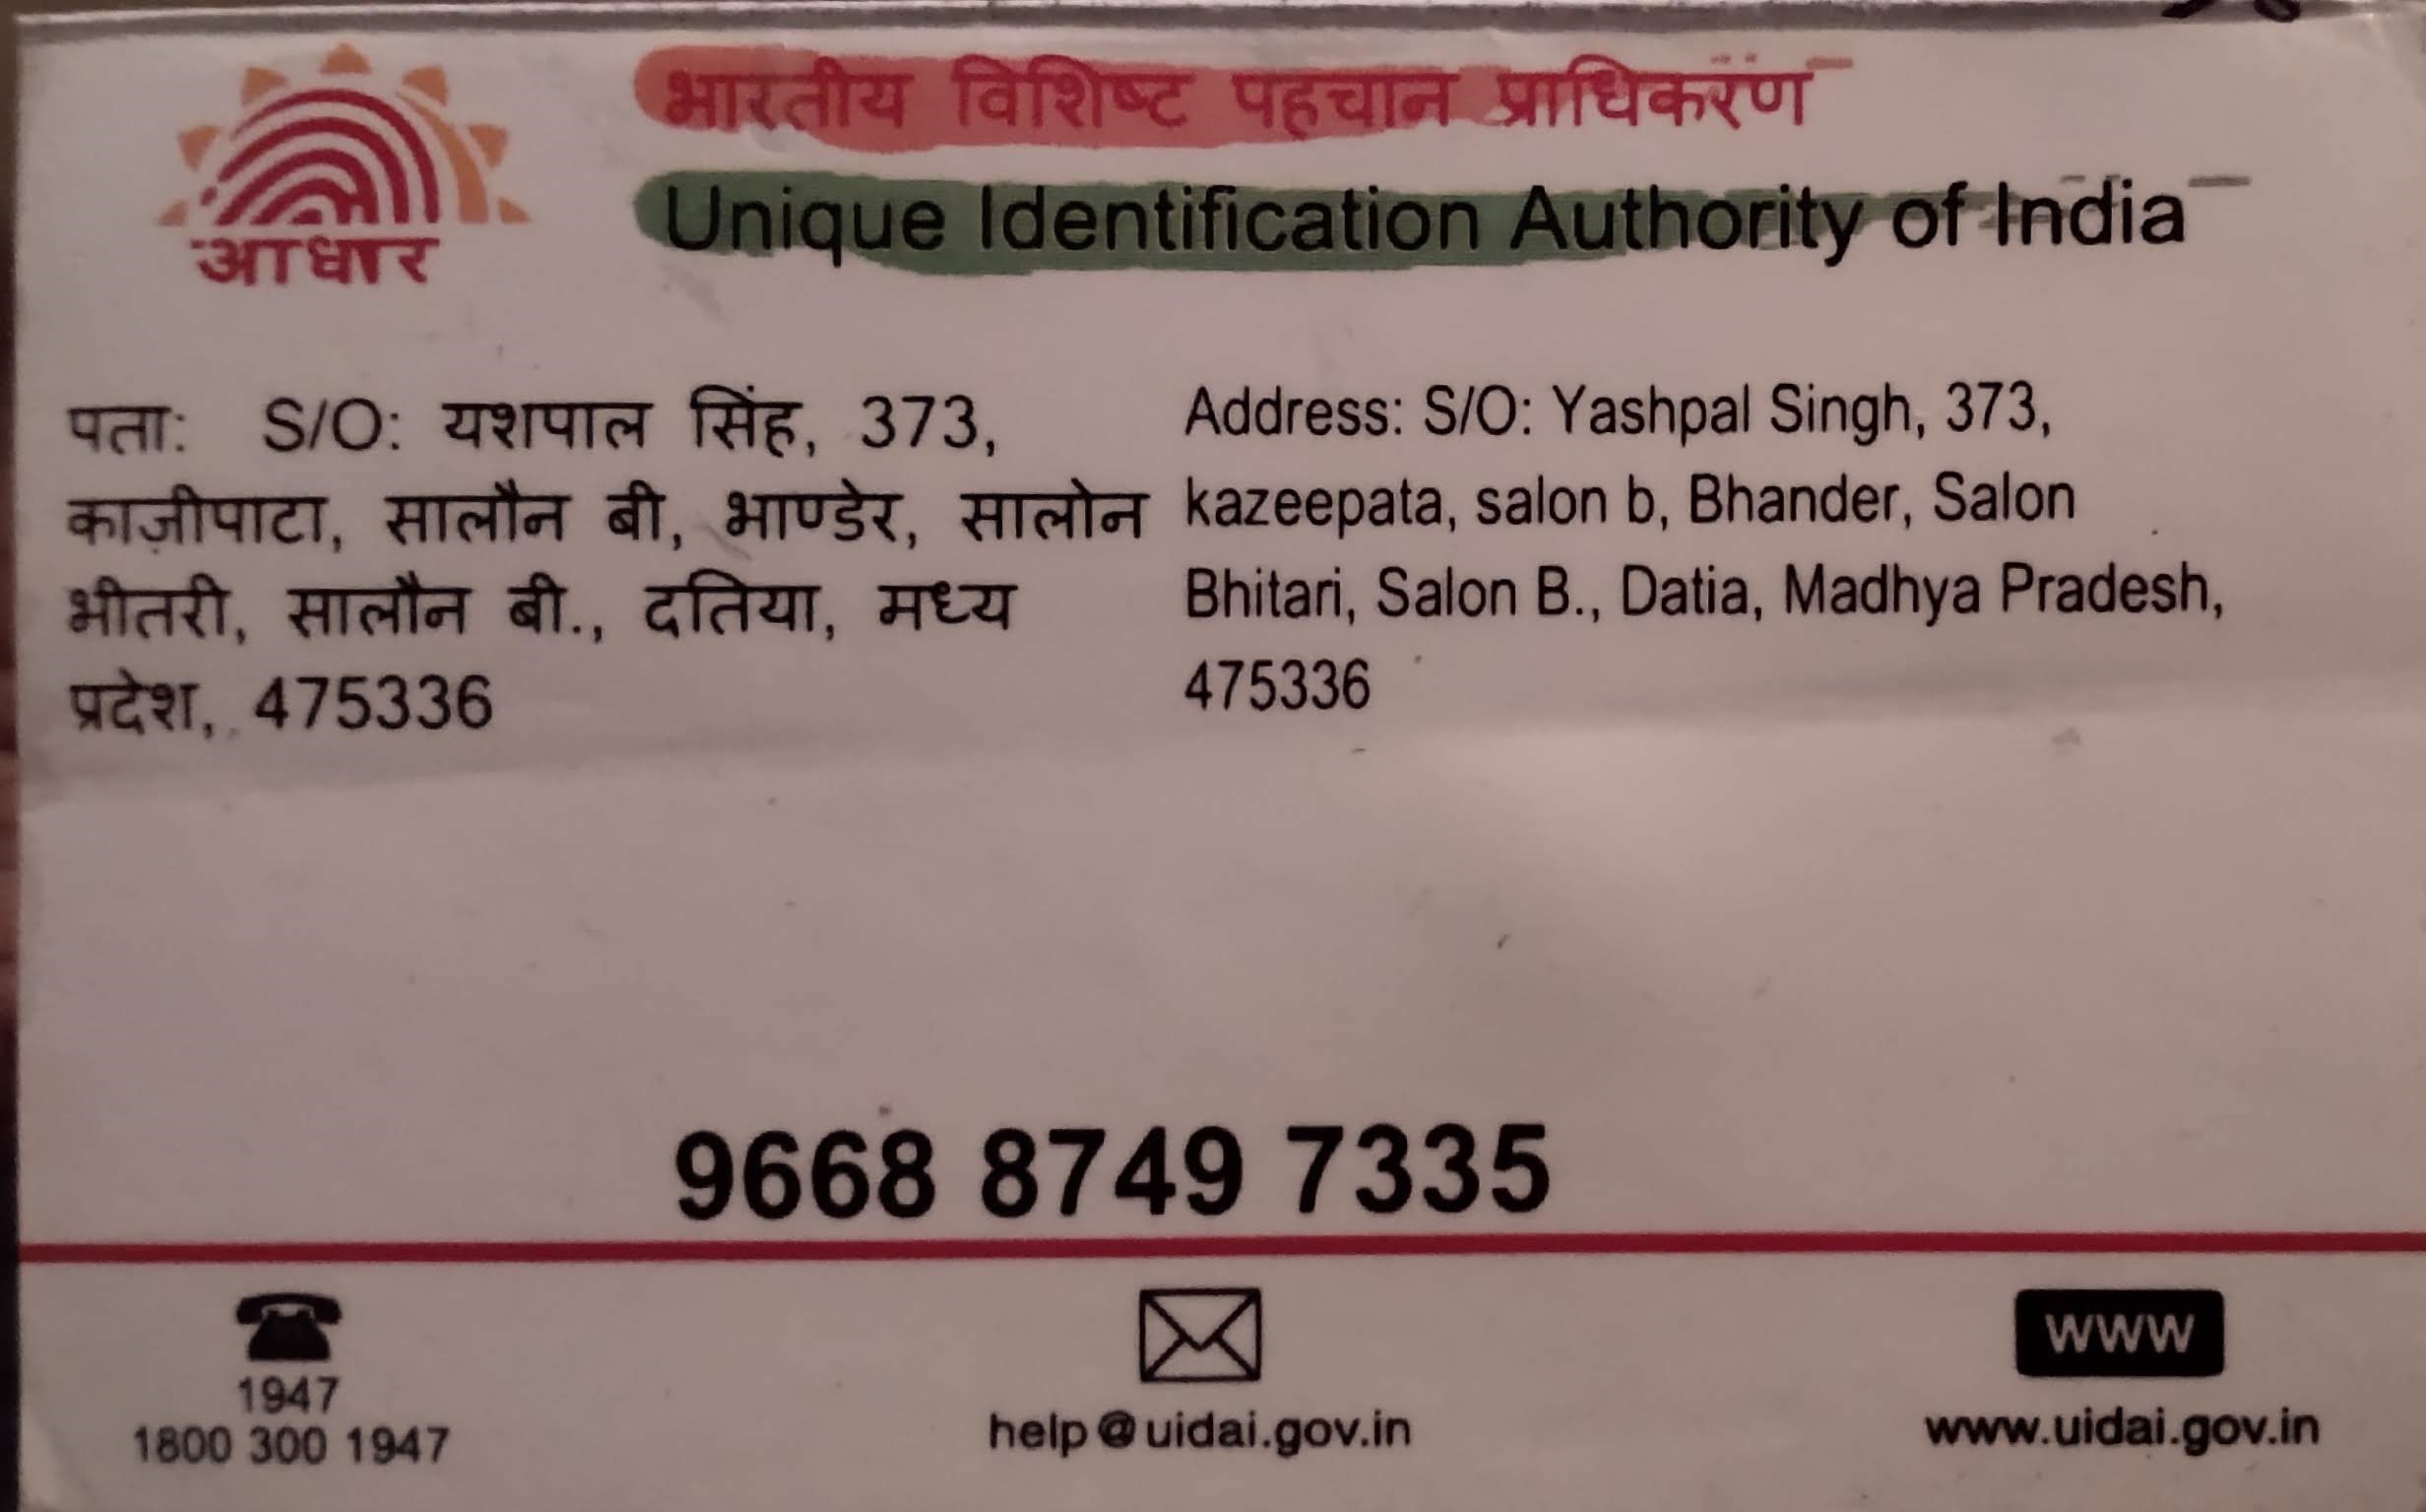 भारतीय विशिष्ट पहचान प्राधिकरण
Unique Identification Authority of India
आधार
पता: S/O: यशपाल सिंह, 373,
काज़ीपाटा, सालौन बी, भाण्डेर, सालोन
भीतरी, सालौन बी., दतिया, मध्य
प्रदेश, 475336
Address: S/O: Yashpal Singh, 373,
kazeepata, salon b, Bhander, Salon
Bhitari, Salon B., Datia, Madhya Pradesh,
475336
9668 8749 7335
1947
1800 300 1947
help@uidai.gov.in
www
www.uidai.gov.in